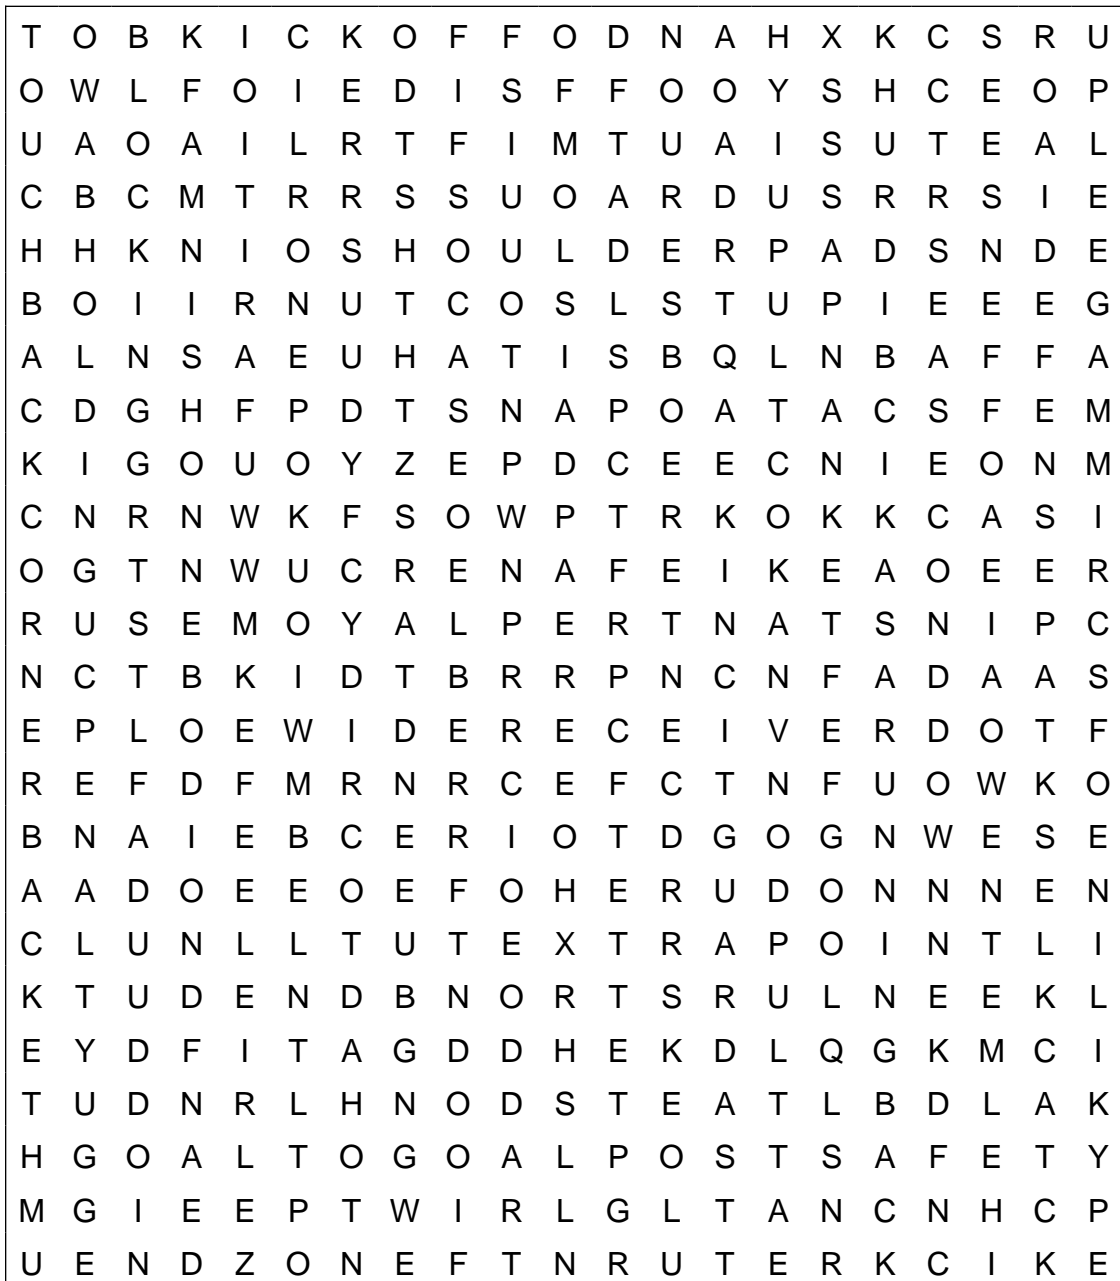 T O B K I C K O F F O D N A H X K C S R U
O W L F O I E D I S F F O O Y S H C E O P
U A O A I L R T F I M T U A I S U T E A L
C B C M T R R S S U O A R D U S R R S I E
H H K N I O S H O U L D E R P A D S N D E
B O I I R N U T C O S L S T U P I E E E G
A L N S A E U H A T I S B Q L N B A F F A
C D G H F P D T S N A P O A T A C S F E M
K I G O U O Y Z E P D C E E C N I E O N M
C N R N W K F S O W P T R K O K K C A S I
O G T N W U C R E N A F E I K E A O E E R
R U S E M O Y A L P E R T N A T S N I P C
N C T B K I D T B R R P N C N F A D A A S
E P L O E W I D E R E C E I V E R D O T F
R E F D F M R N R C E F C T N F U O W K O
B N A I E B C E R I O T D G O G N W E S E
A A D O E E O E F O H E R U D O N N N E N
C L U N L L T U T E X T R A P O I N T L I
K T U D E N D B N O R T S R U L N E E K L
E Y D F I T A G D D H E K D L Q G K M C I
T U D N R L H N O D S T E A T L B D L A K
H G O A L T O G O A L P O S T S A F E T Y
M G I E E P T W I R L G L T A N C N H C P
U E N D Z O N E F T N R U T E R K C I K E